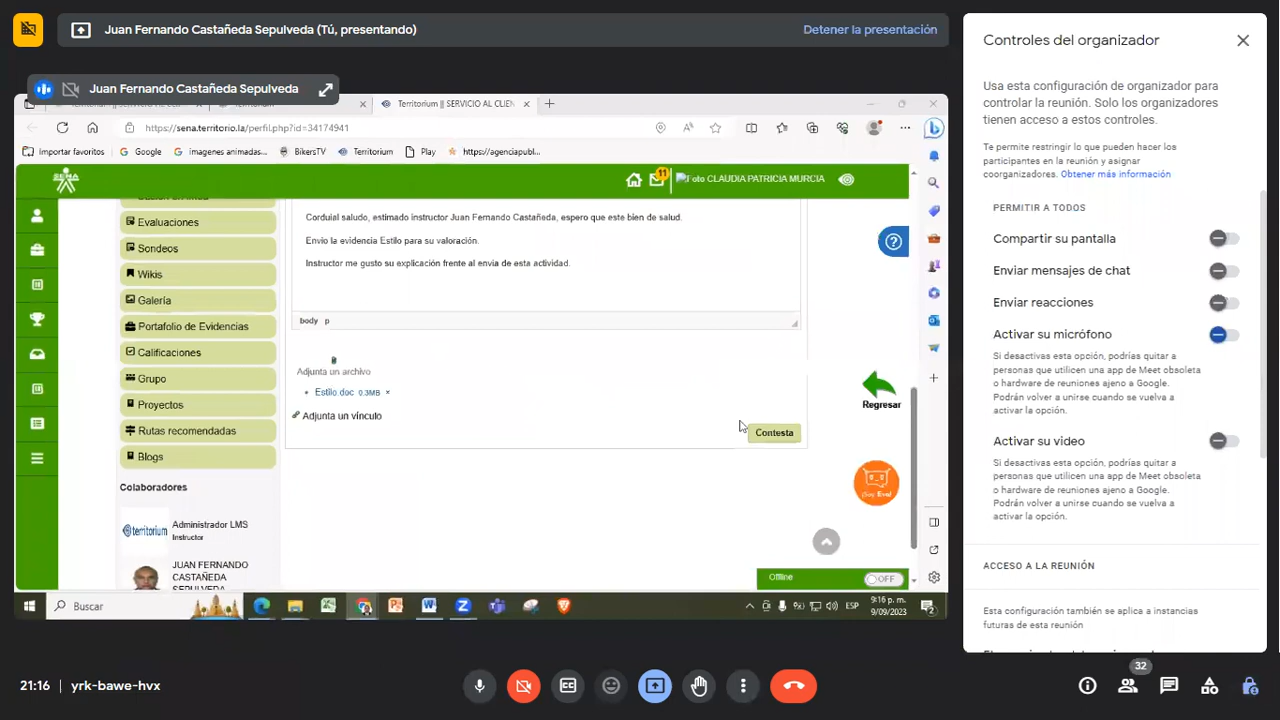 Juan Fernando Castañeda Sepulveda (Tú, presentando)
Detener la presentación
Juan Fernando Castañeda Sepulveda
Territorium || SERVICIO AL CLIEN
https://sena.territorio.la/perfil.php?id=34174941
Importar favoritos
Google
imagenes animadas...
BikersTV
Territorium
Play
https://agenciapubl...
SENA
11
Foto CLAUDIA PATRICIA MURCIA
Evaluaciones
Sondeos
Wikis
Galería
Portafolio de Evidencias
Calificaciones
Grupo
Proyectos
Rutas recomendadas
Blogs
Colaboradores
territorium
Administrador LMS
Instructor
JUAN FERNANDO
CASTAÑEDA
SEPULVEDA
Corduial saludo, estimado instructor Juan Fernando Castañeda, espero que este bien de salud.
Envio la evidencia Estilo para su valoración.
Instructor me gusto su explicación frente al envia de esta actividad.
body p
Adjunta un archivo
Estilo.doc 0.3MB ×
Adjunta un vínculo
Contesta
Regresar
¡Soy Eva!
Offline
OFF
Buscar
ESP
9:16 p. m.
9/09/2023
2
21:16
yrk-bawe-hvx
32
Controles del organizador
Usa esta configuración de organizador para
controlar la reunión. Solo los organizadores
tienen acceso a estos controles.
Te permite restringir lo que pueden hacer los
participantes en la reunión y asignar
coorganizadores. Obtener más información
PERMITIR A TODOS
Compartir su pantalla
Enviar mensajes de chat
Enviar reacciones
Activar su micrófono
Si desactivas esta opción, podrías quitar a
personas que utilicen una app de Meet obsoleta
o hardware de reuniones ajeno a Google.
Podrán volver a unirse cuando se vuelva a
activar la opción.
Activar su video
Si desactivas esta opción, podrías quitar a
personas que utilicen una app de Meet obsoleta
o hardware de reuniones ajeno a Google.
Podrán volver a unirse cuando se vuelva a
activar la opción.
ACCESO A LA REUNIÓN
Esta configuración también se aplica a instancias
futuras de esta reunión